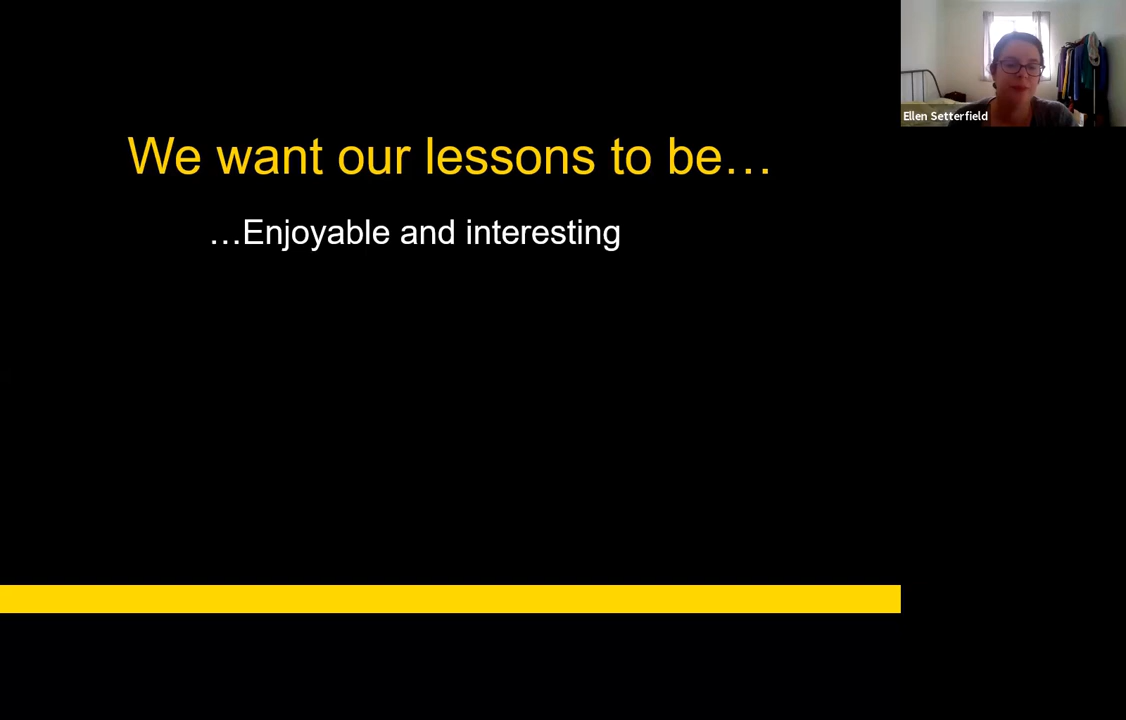 We want our lessons to be…
…Enjoyable and interesting
Ellen Setterfield